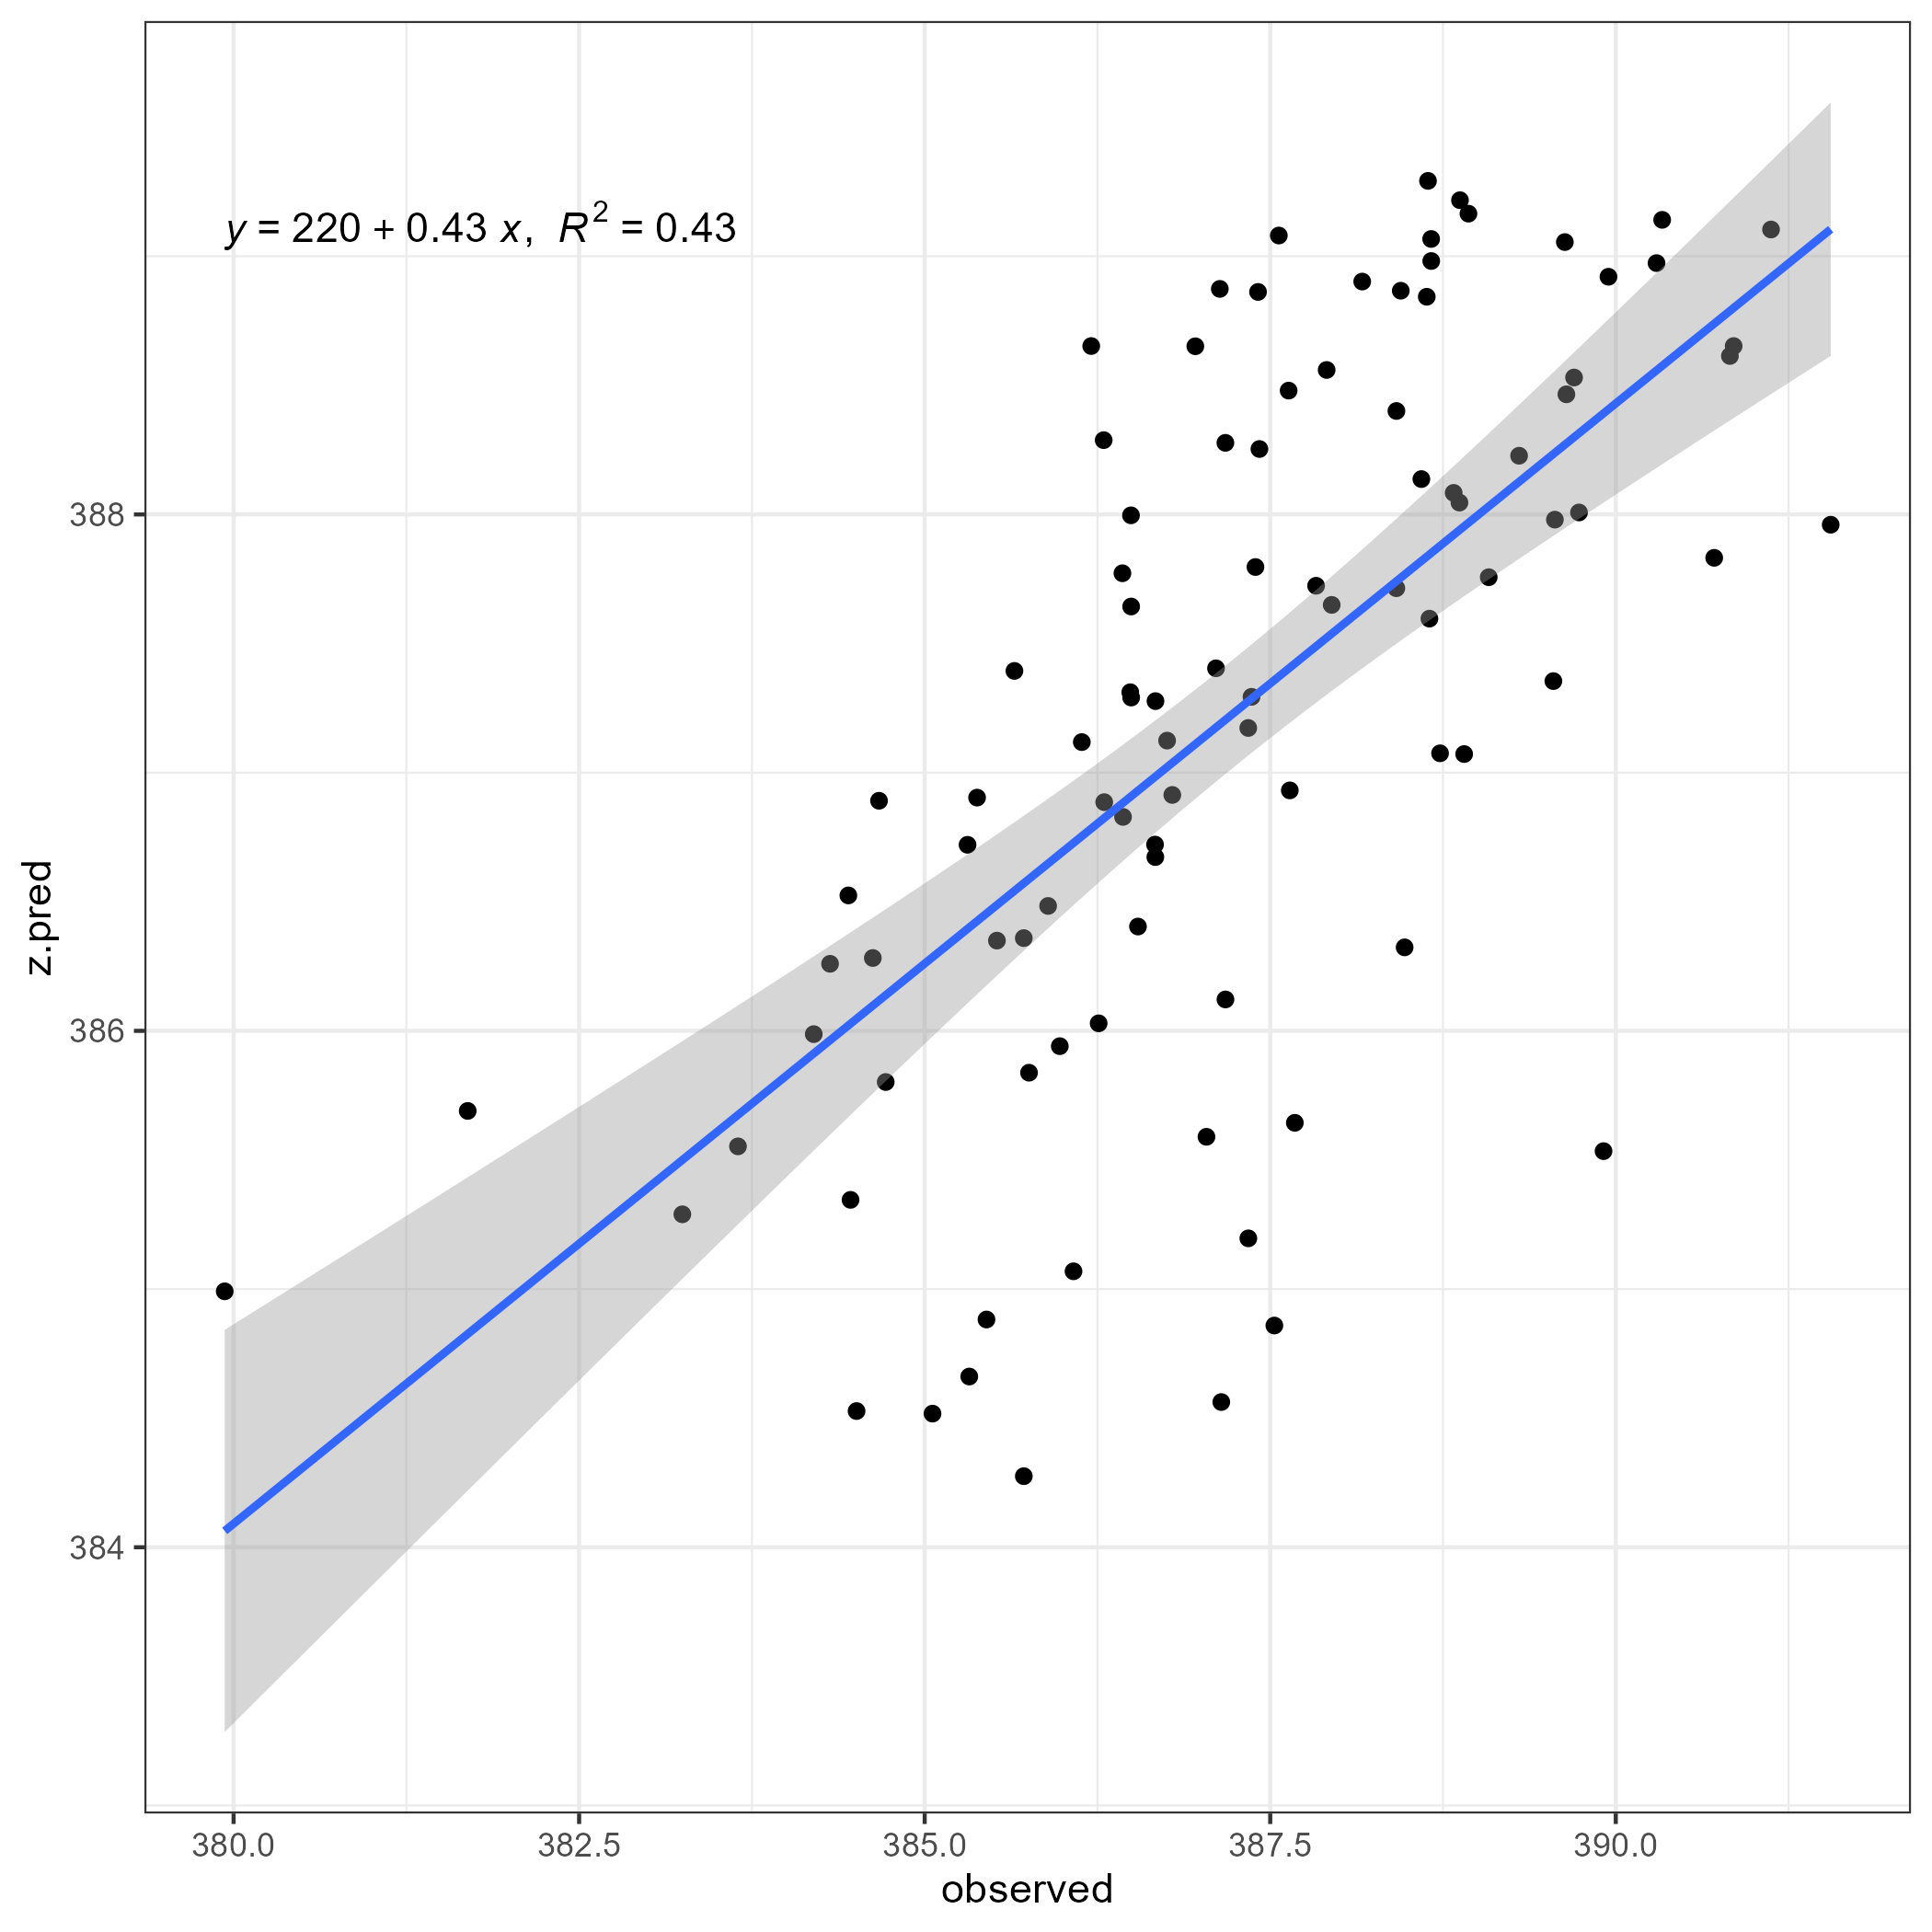 y = 220 + 0.43 x, R² = 0.43
388
386
384
z.pred
380.0 382.5 385.0 387.5 390.0
observed